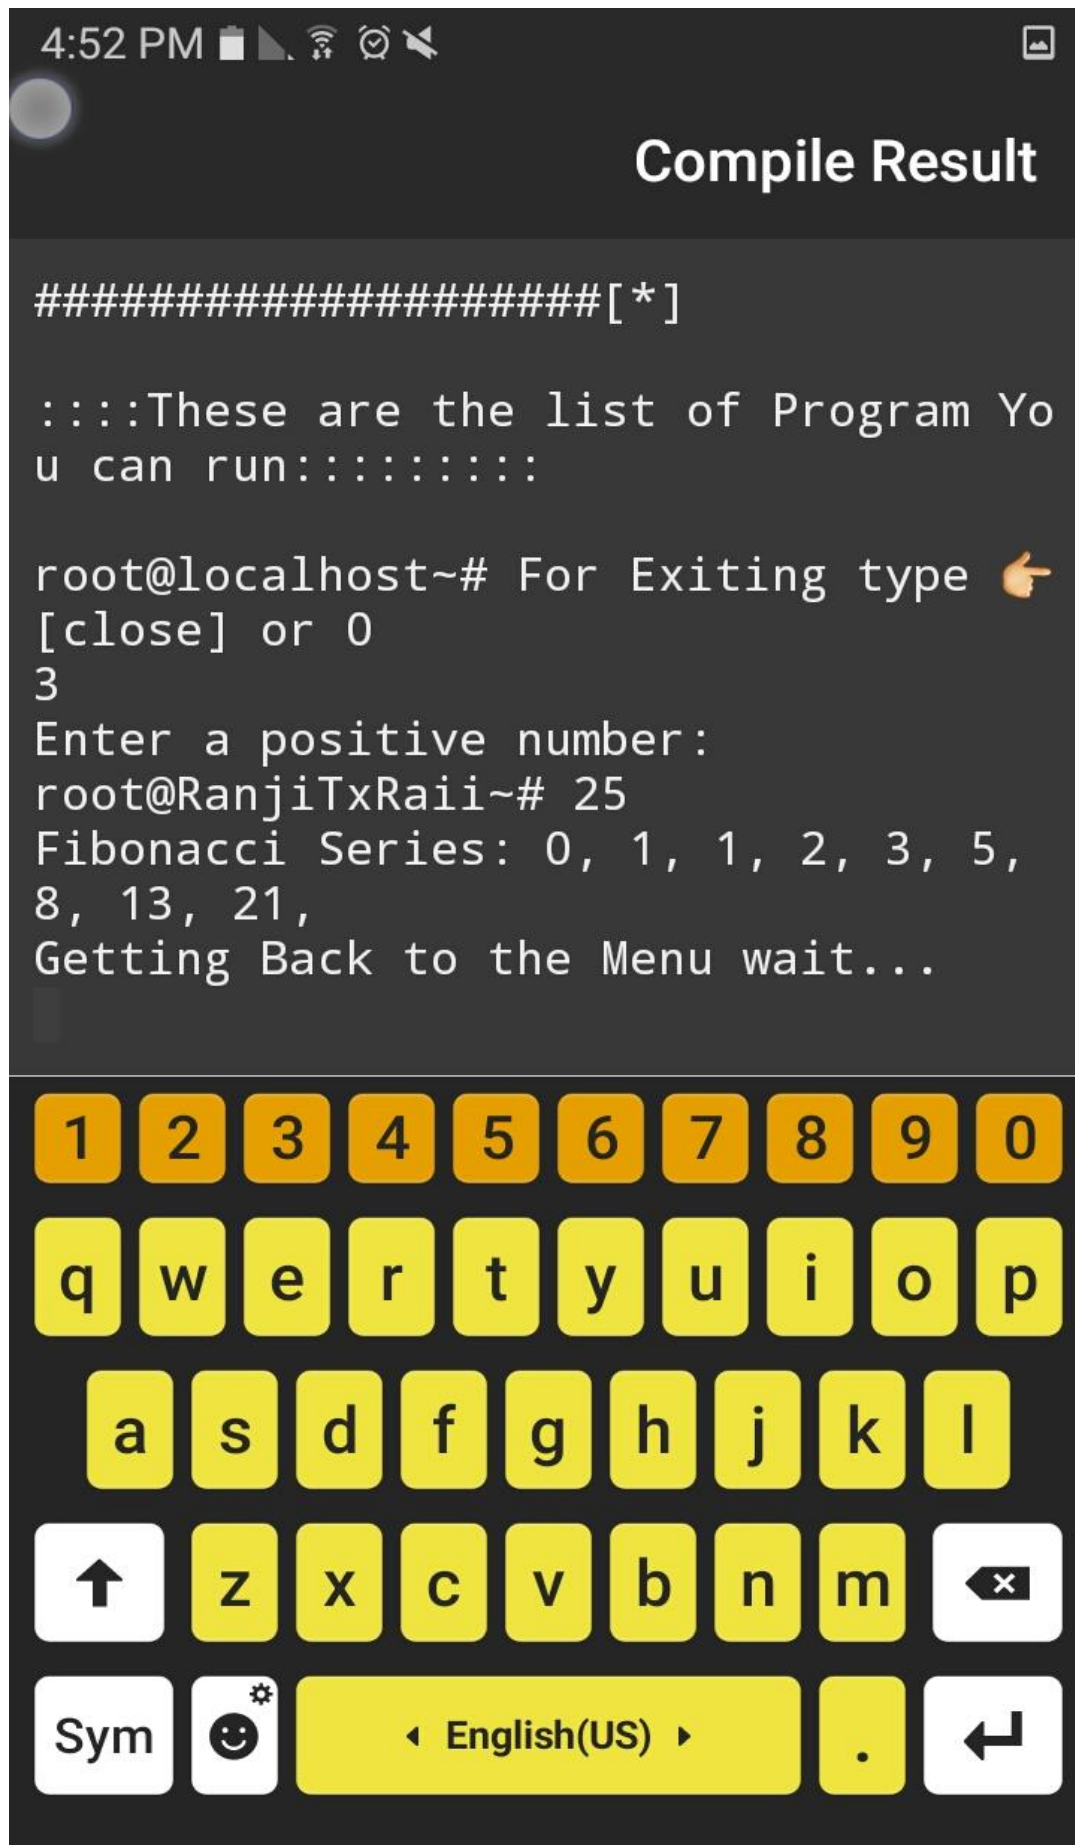 4:52 PM
Compile Result
####################[*]
::::These are the list of Program Yo
u can run:::::::::
root@localhost~# For Exiting type 👉
[close] or 0
3
Enter a positive number:
root@RanjiTxRaii~# 25
Fibonacci Series: 0, 1, 1, 2, 3, 5,
8, 13, 21,
Getting Back to the Menu wait...
1 2 3 4 5 6 7 8 9 0
q w e r t y u i o p
a s d f g h j k l
z x c v b n m
Sym English(US) .